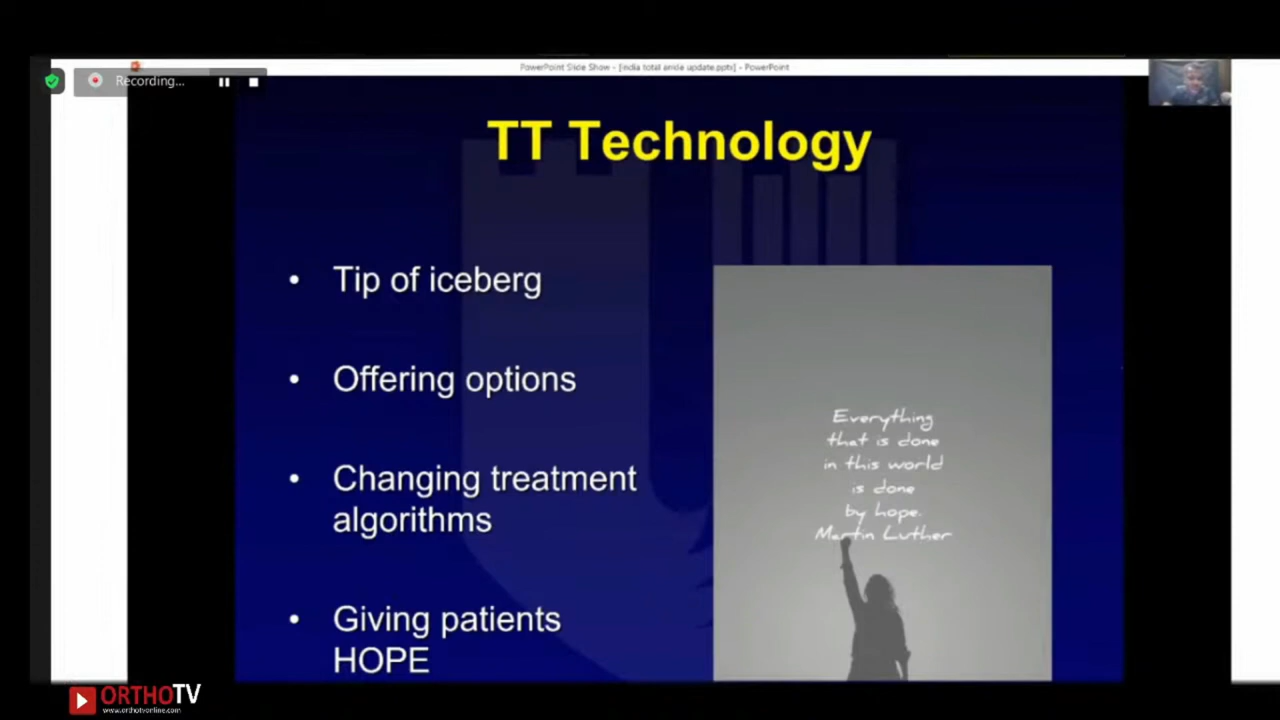 PowerPoint Slide Show - [india total ankle update.pptx] - PowerPoint
Recording...
TT Technology
• Tip of iceberg
• Offering options
• Changing treatment
algorithms
• Giving patients
HOPE
Everything
that is done
in this world
is done
by hope.
Martin Luther
ORTHOTV
www.orthotvonline.com